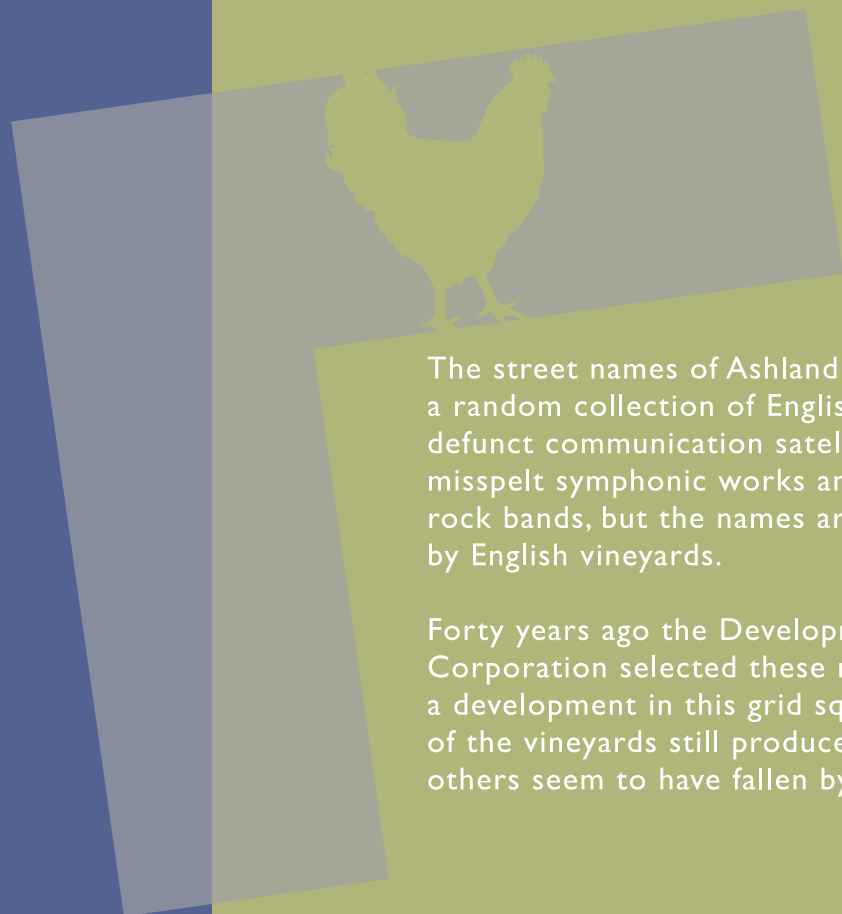 The street names of Ashland
a random collection of Englis
defunct communication satel
misspelt symphonic works ar
rock bands, but the names ar
by English vineyards.
Forty years ago the Developm
Corporation selected these n
a development in this grid sq
of the vineyards still produce
others seem to have fallen by